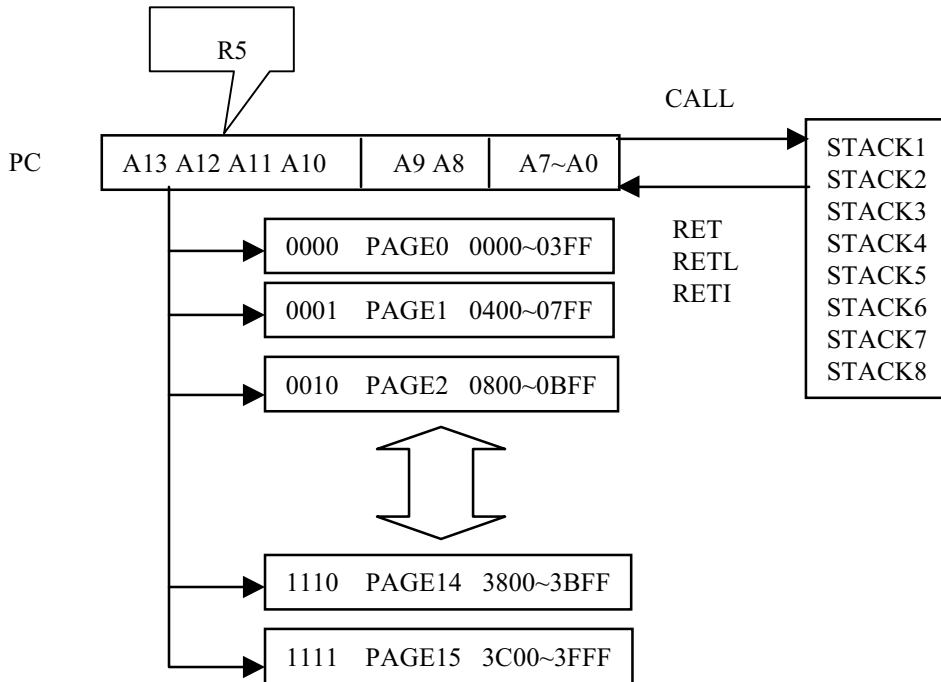 R5
CALL
PC
A13 A12 A11 A10 A9 A8 A7~A0
STACK1
STACK2
STACK3
STACK4
STACK5
STACK6
STACK7
STACK8
RET
RETL
RETI
0000 PAGE0 0000~03FF
0001 PAGE1 0400~07FF
0010 PAGE2 0800~0BFF
1110 PAGE14 3800~3BFF
1111 PAGE15 3C00~3FFF